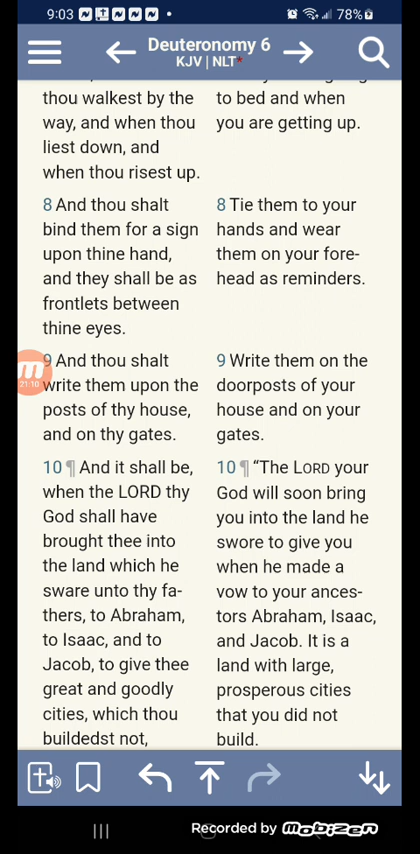 9:03 78%
Deuteronomy 6
KJV | NLT*
thou walkest by the
way, and when thou
liest down, and
when thou risest up.
to bed and when
you are getting up.
8 And thou shalt
bind them for a sign
upon thine hand,
and they shall be as
frontlets between
thine eyes.
8 Tie them to your
hands and wear
them on your fore-
head as reminders.
9 And thou shalt
write them upon the
posts of thy house,
and on thy gates.
9 Write them on the
doorposts of your
house and on your
gates.
10 ¶ And it shall be,
when the LORD thy
God shall have
brought thee into
the land which he
sware unto thy fa-
thers, to Abraham,
to Isaac, and to
Jacob, to give thee
great and goodly
cities, which thou
buildedst not,
10 ¶ “The LORD your
God will soon bring
you into the land he
swore to give you
when he made a
vow to your ances-
tors Abraham, Isaac,
and Jacob. It is a
land with large,
prosperous cities
that you did not
build.
21:10
Recorded by mobizen